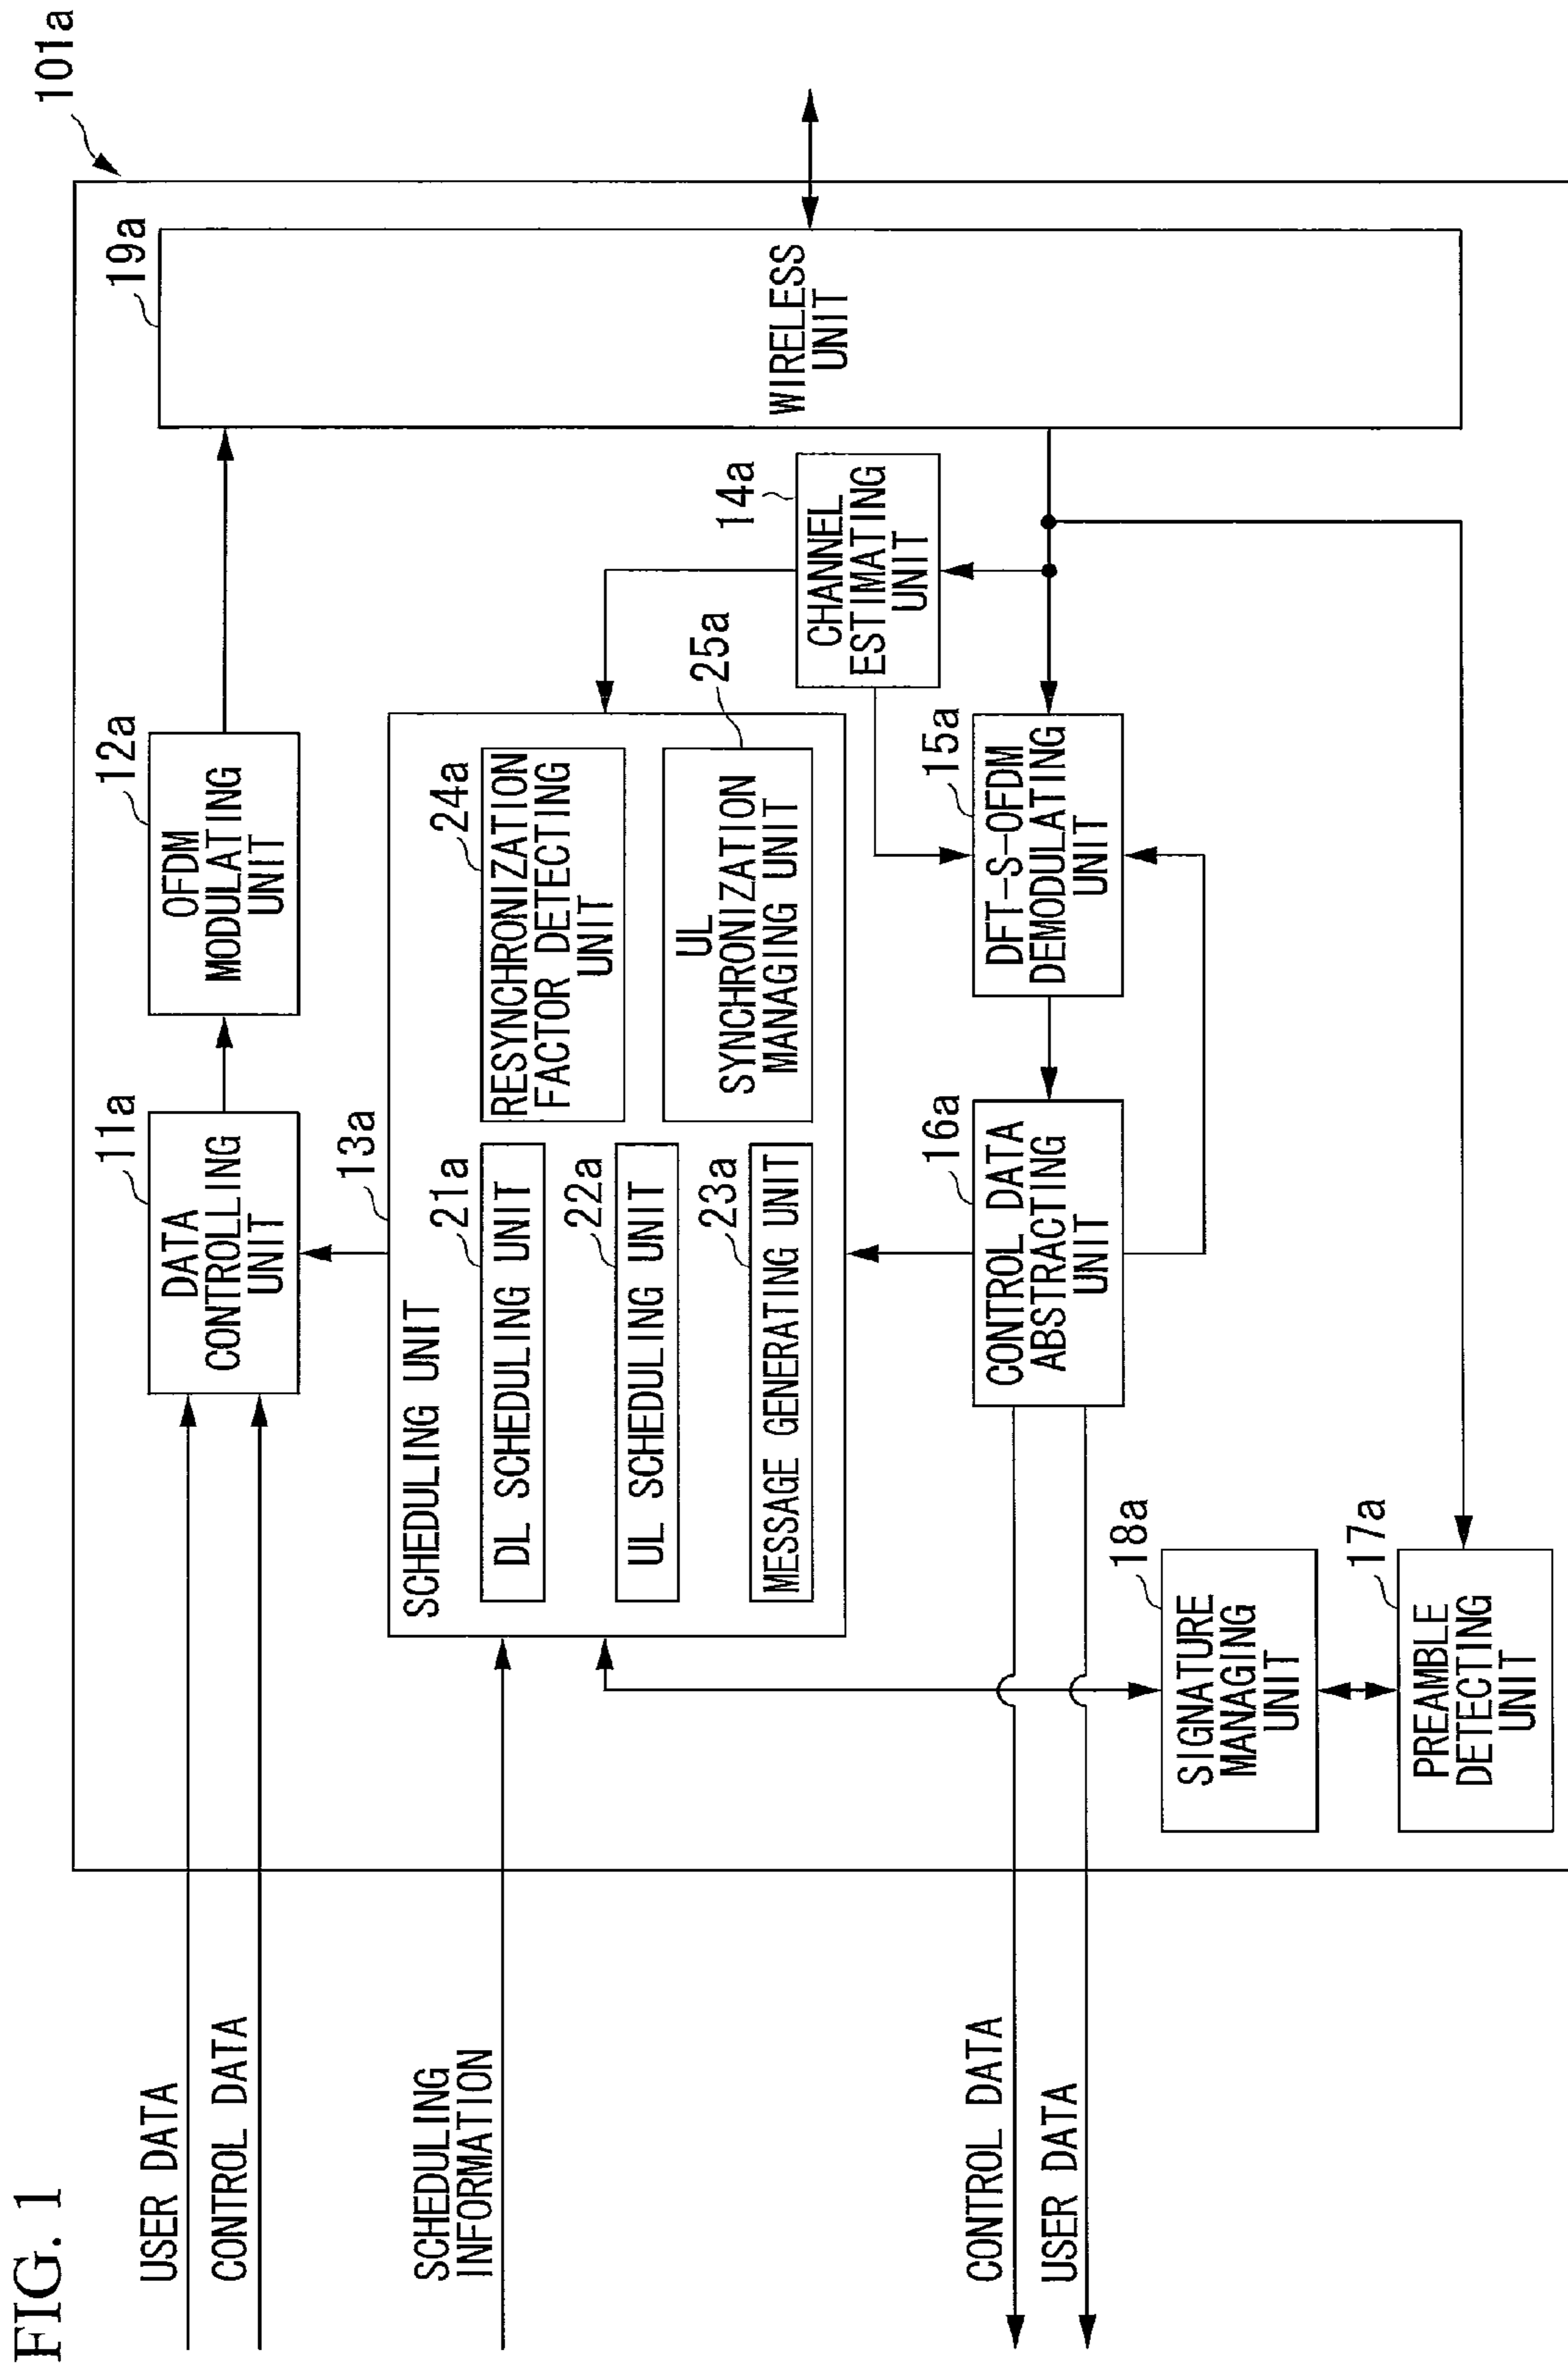 FIG. 1
101a
USER DATA
CONTROL DATA
11a
DATA
CONTROLLING
UNIT
12a
OFDM
MODULATING
UNIT
19a
WIRELESS
UNIT
SCHEDULING
INFORMATION
13a
SCHEDULING UNIT
21a
DL SCHEDULING UNIT
22a
UL SCHEDULING UNIT
23a
MESSAGE GENERATING UNIT
24a
RESYNCHRONIZATION
FACTOR DETECTING
UNIT
25a
UL
SYNCHRONIZATION
MANAGING UNIT
14a
CHANNEL
ESTIMATING
UNIT
CONTROL DATA
USER DATA
16a
CONTROL DATA
ABSTRACTING
UNIT
15a
DFT-S-OFDM
DEMODULATING
UNIT
18a
SIGNATURE
MANAGING
UNIT
17a
PREAMBLE
DETECTING
UNIT